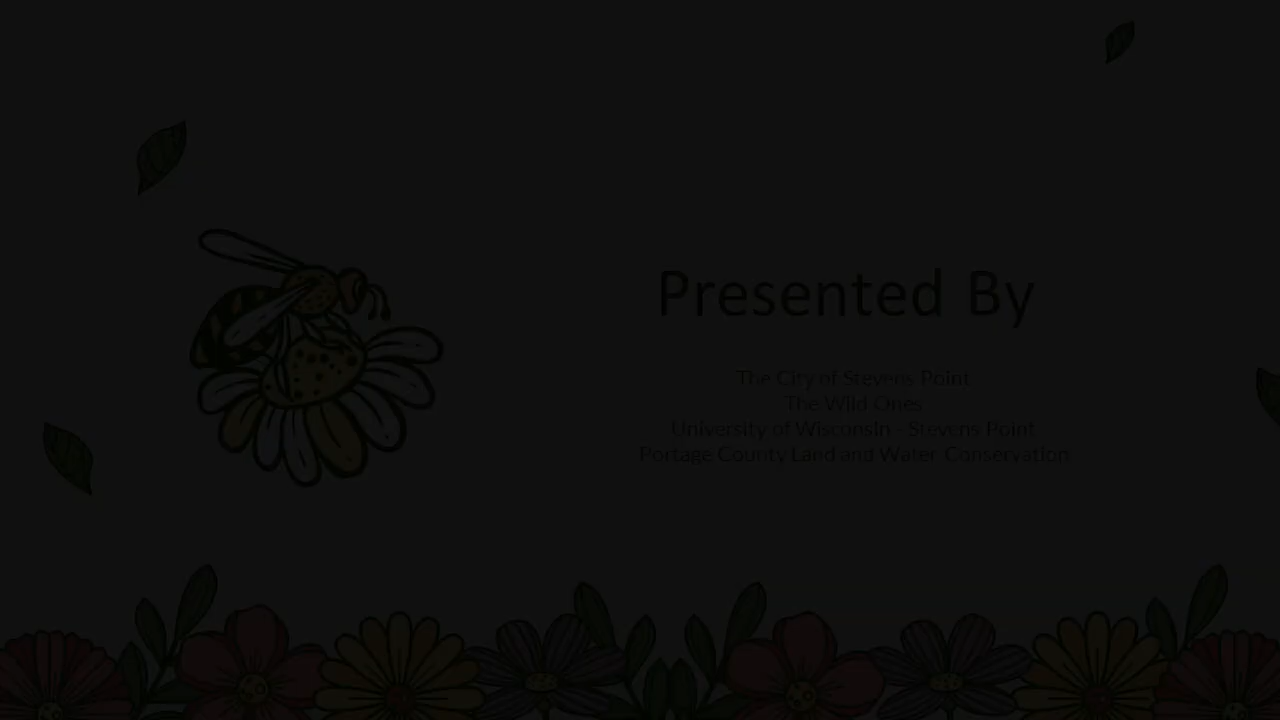 Presented By
The City of Stevens Point
The Wild Ones
University of Wisconsin - Stevens Point
Portage County Land and Water Conservation